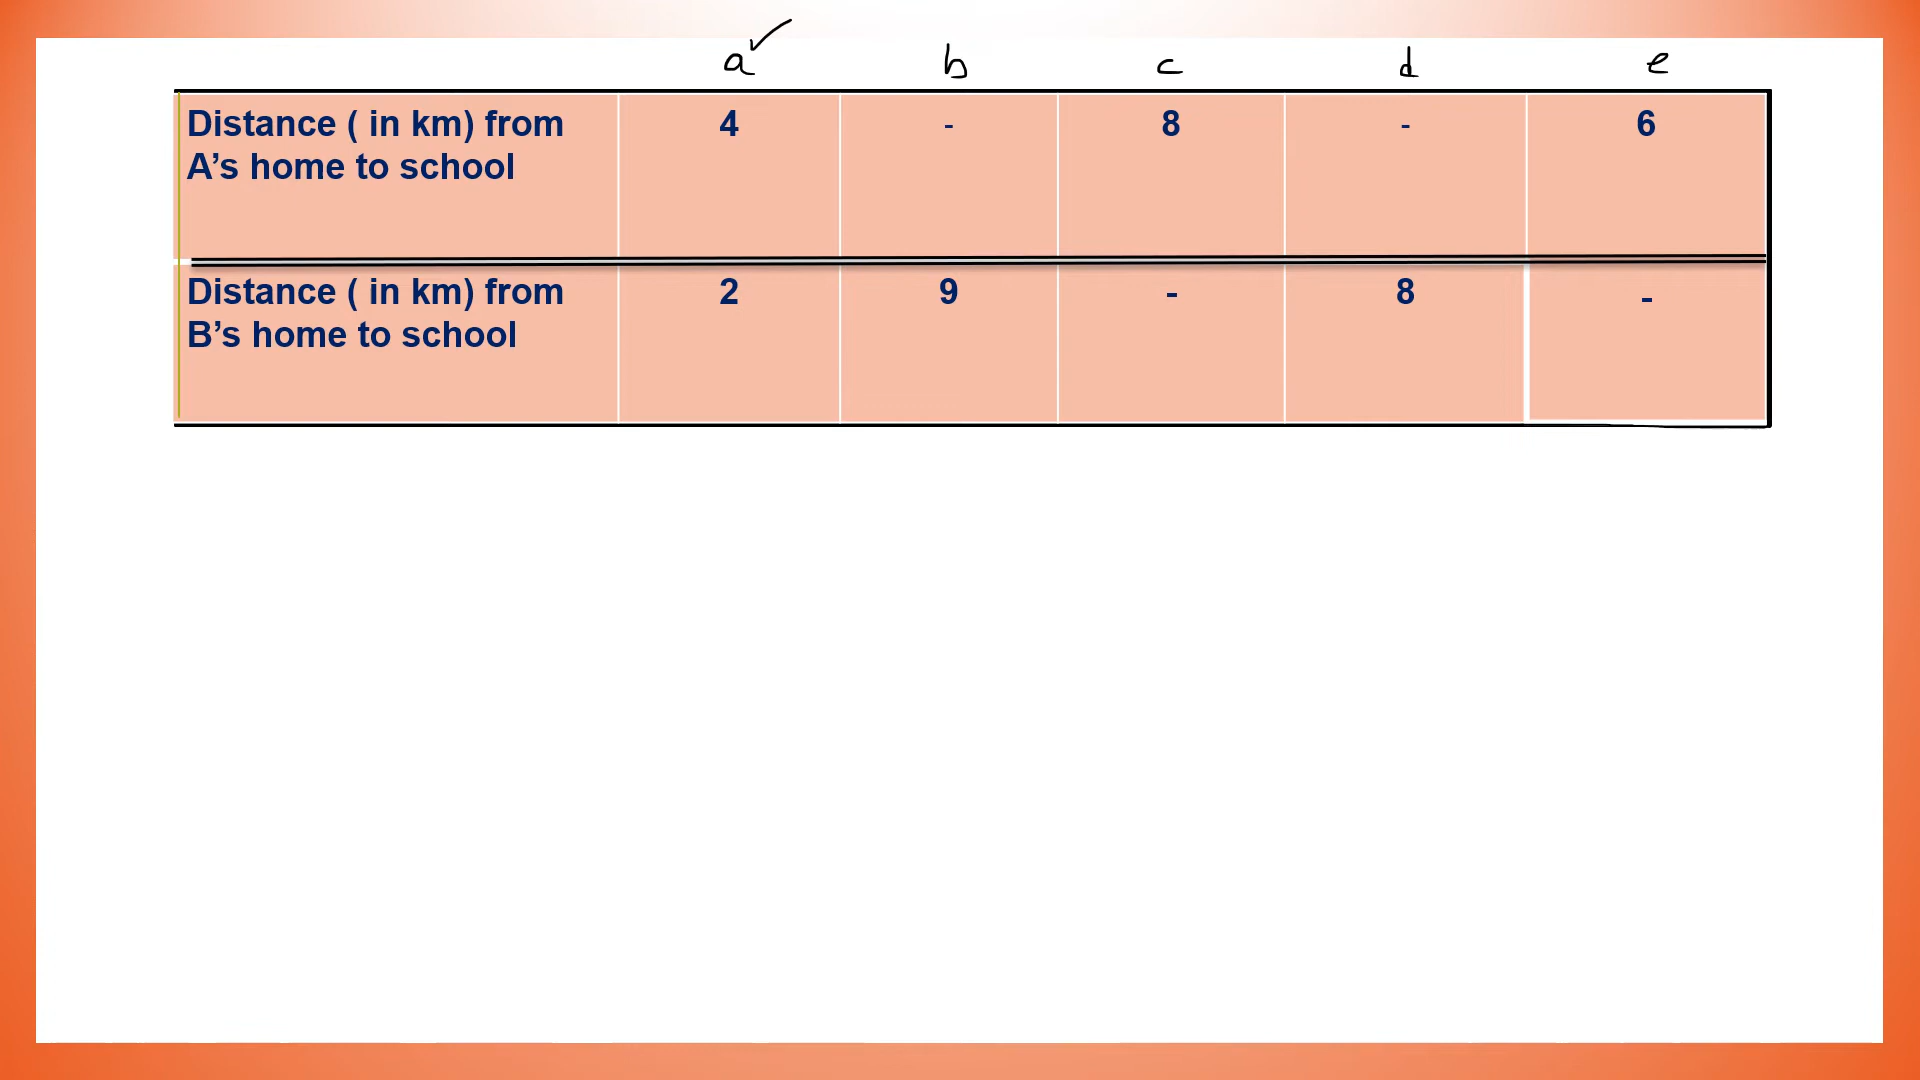 a b c d e
Distance ( in km) from 4 - 8 - 6
A’s home to school
Distance ( in km) from 2 9 - 8 -
B’s home to school